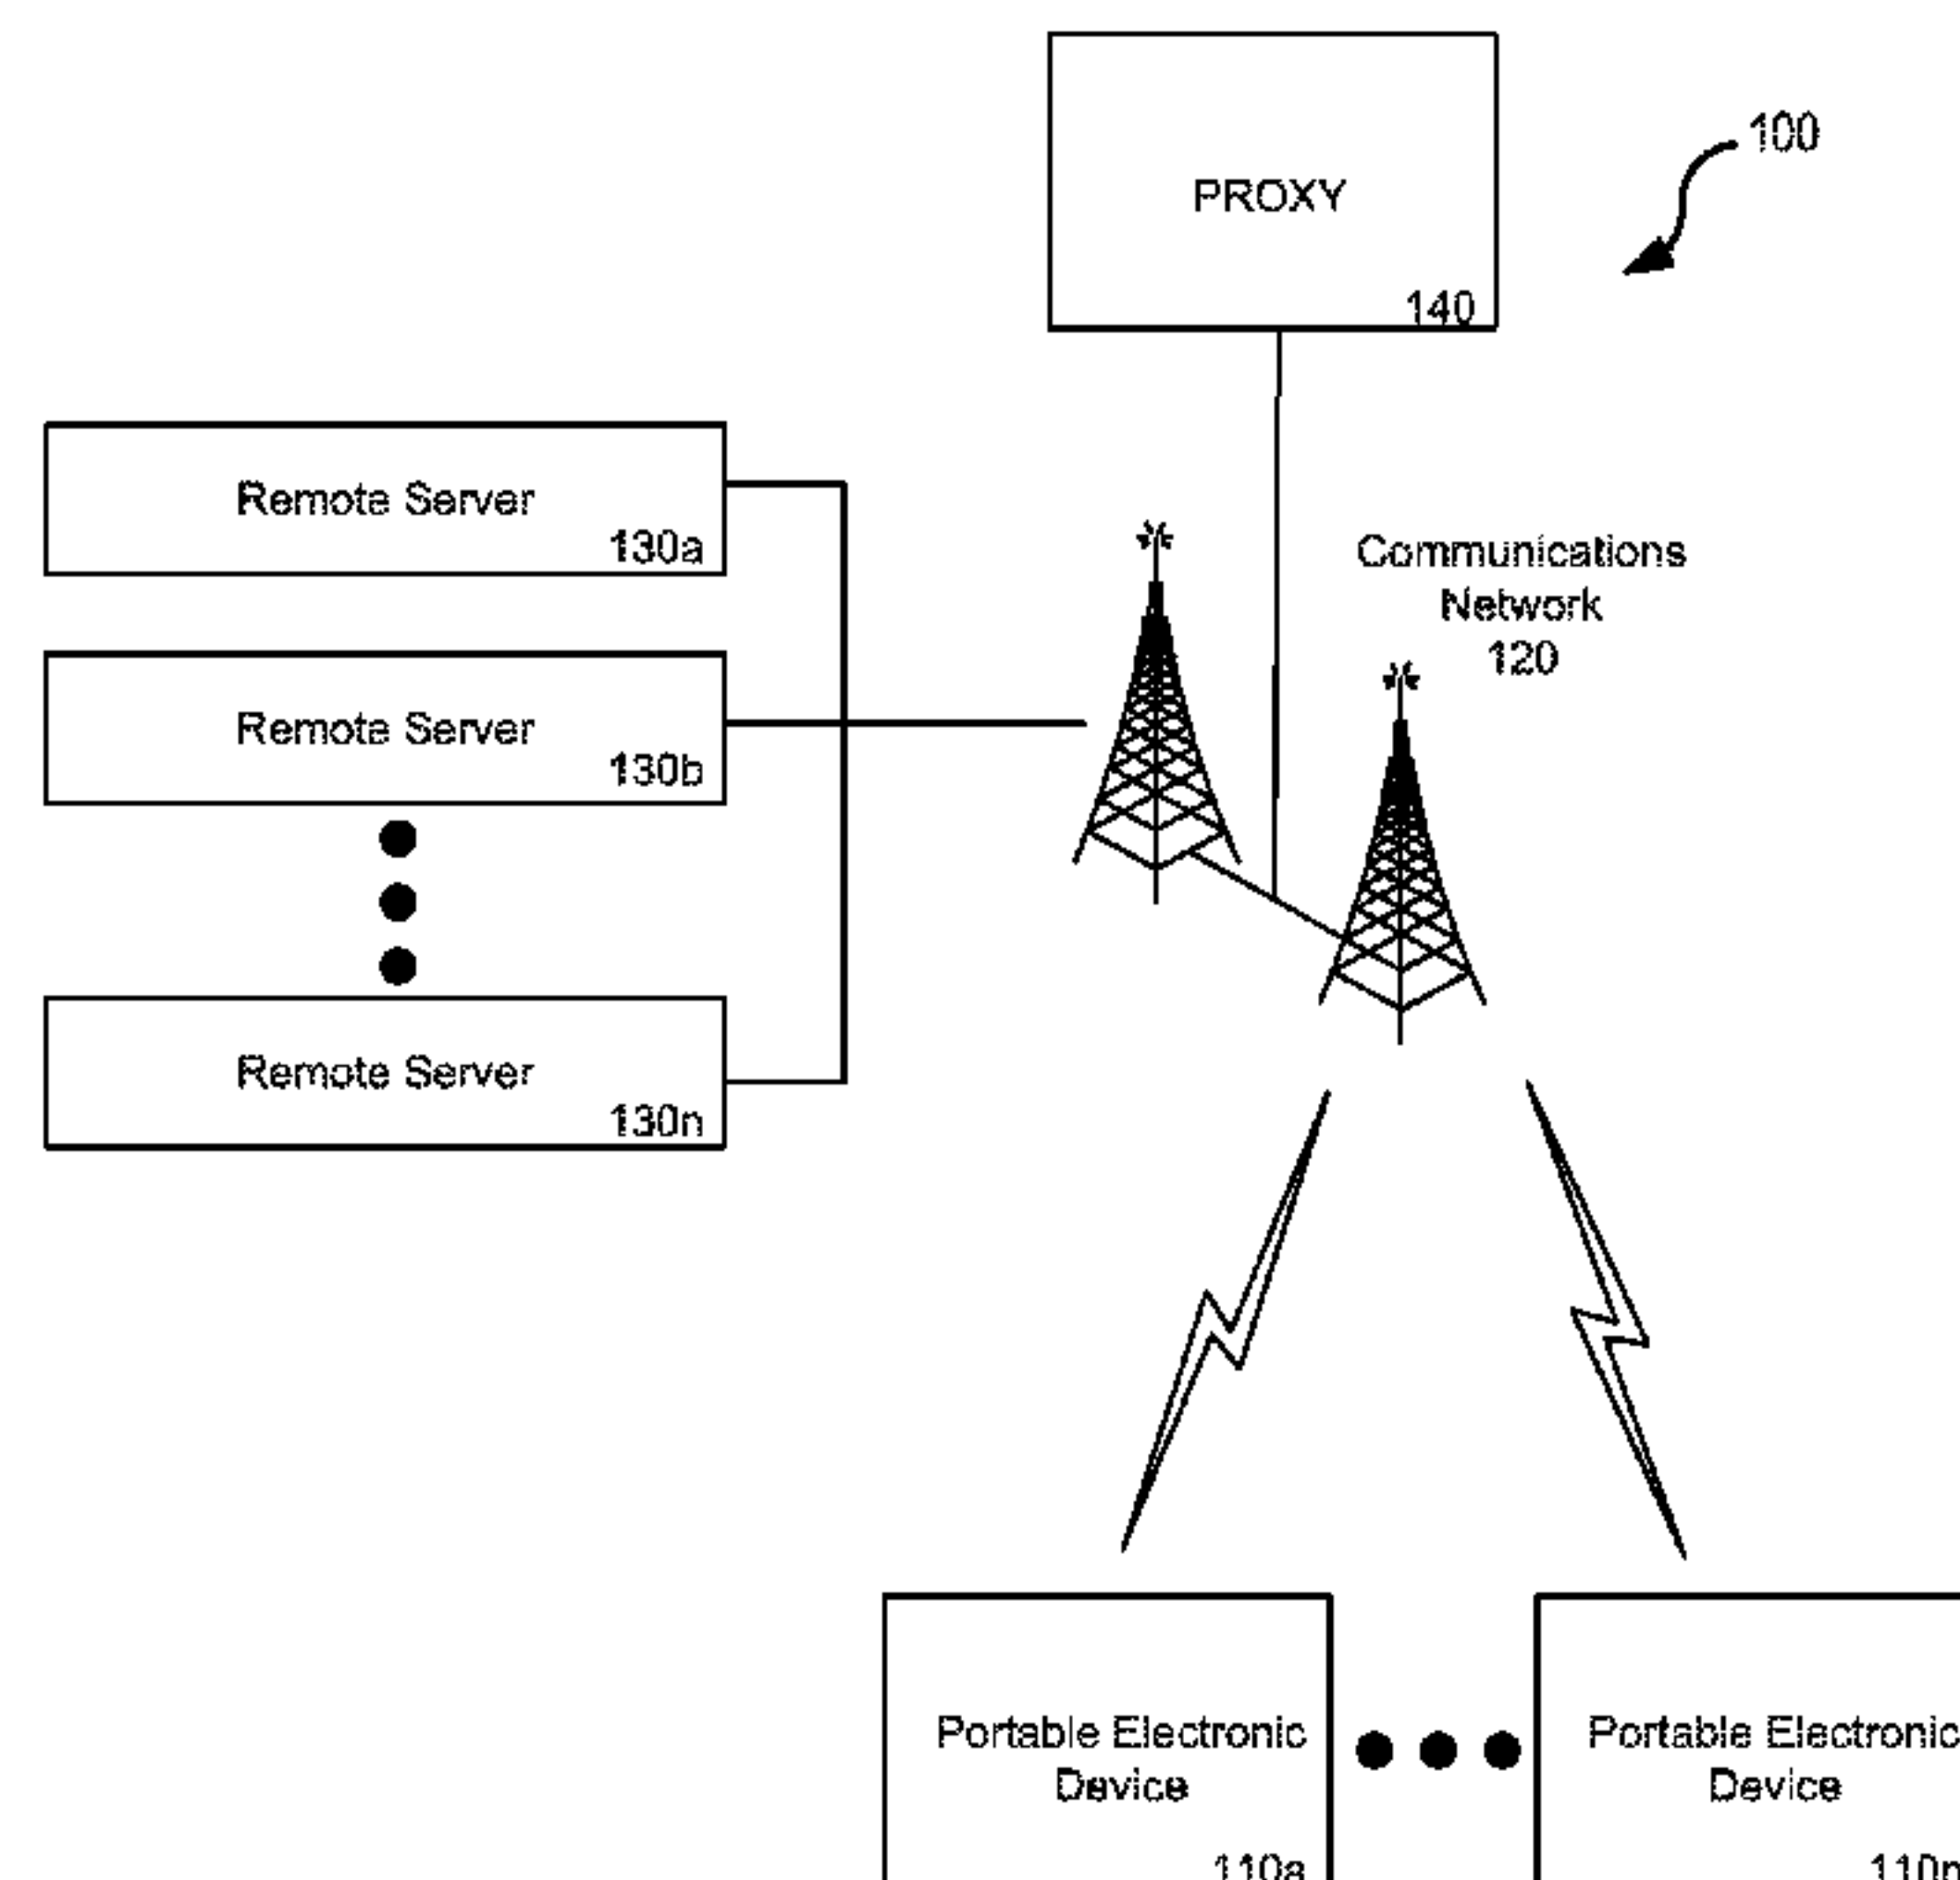 PROXY
140
100
Remote Server
130a
Communications
Network
120
Remote Server
130b
Remote Server
130n
Portable Electronic
Device
110a
Portable Electronic
Device
110n